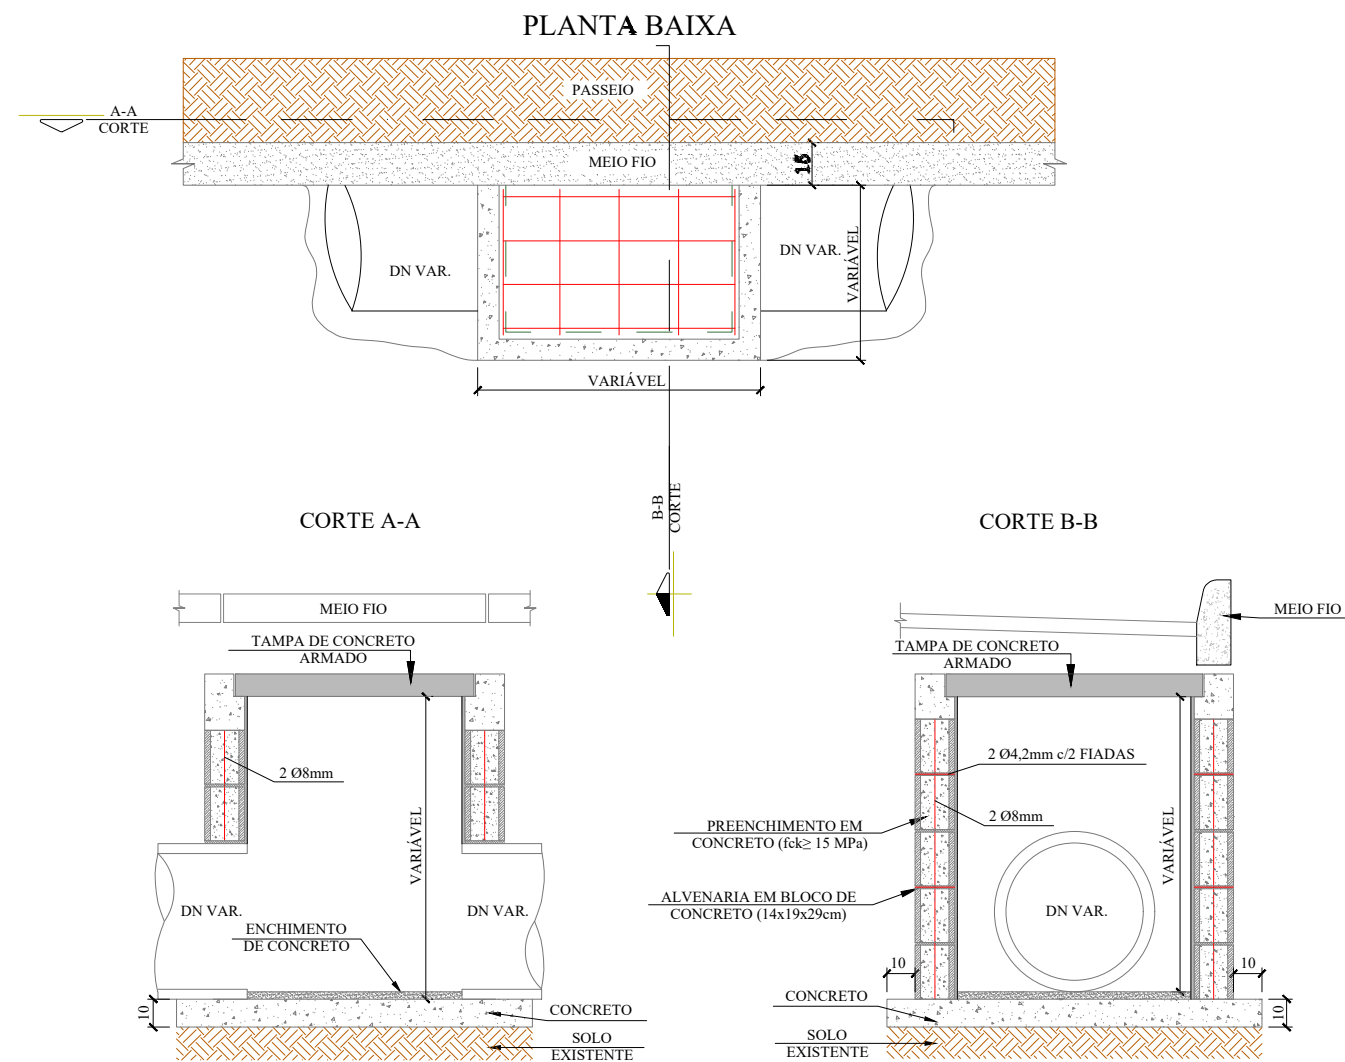 PLANTA BAIXA
PASSEIO
A-A
CORTE
MEIO FIO
15
DN VAR.
DN VAR.
VARIÁVEL
VARIÁVEL
B-B
CORTE
CORTE A-A
CORTE B-B
MEIO FIO
TAMPA DE CONCRETO
ARMADO
2 Ø8mm
VARIÁVEL
DN VAR.
DN VAR.
ENCHIMENTO
DE CONCRETO
10
CONCRETO
SOLO
EXISTENTE
MEIO FIO
TAMPA DE CONCRETO
ARMADO
2 Ø4,2mm c/2 FIADAS
2 Ø8mm
PREENCHIMENTO EM
CONCRETO (fck≥ 15 MPa)
VARIÁVEL
ALVENARIA EM BLOCO DE
CONCRETO (14x19x29cm)
DN VAR.
10
10
CONCRETO
10
SOLO
EXISTENTE